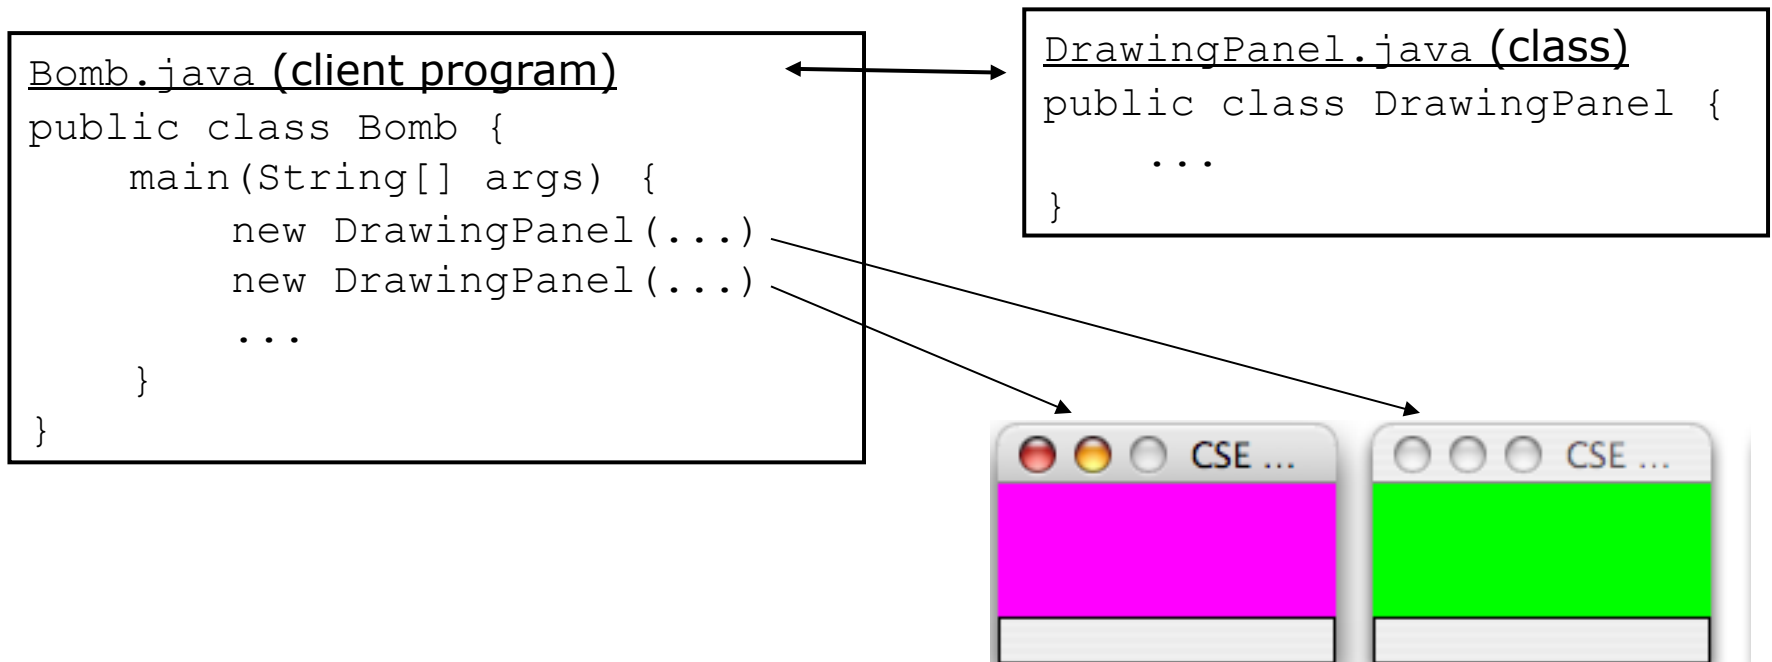 Bomb.java (client program)
public class Bomb {
main(String[] args) {
new DrawingPanel(...)
new DrawingPanel(...)
...
}
}
DrawingPanel.java (class)
public class DrawingPanel {
...
}
CSE ...
CSE ...